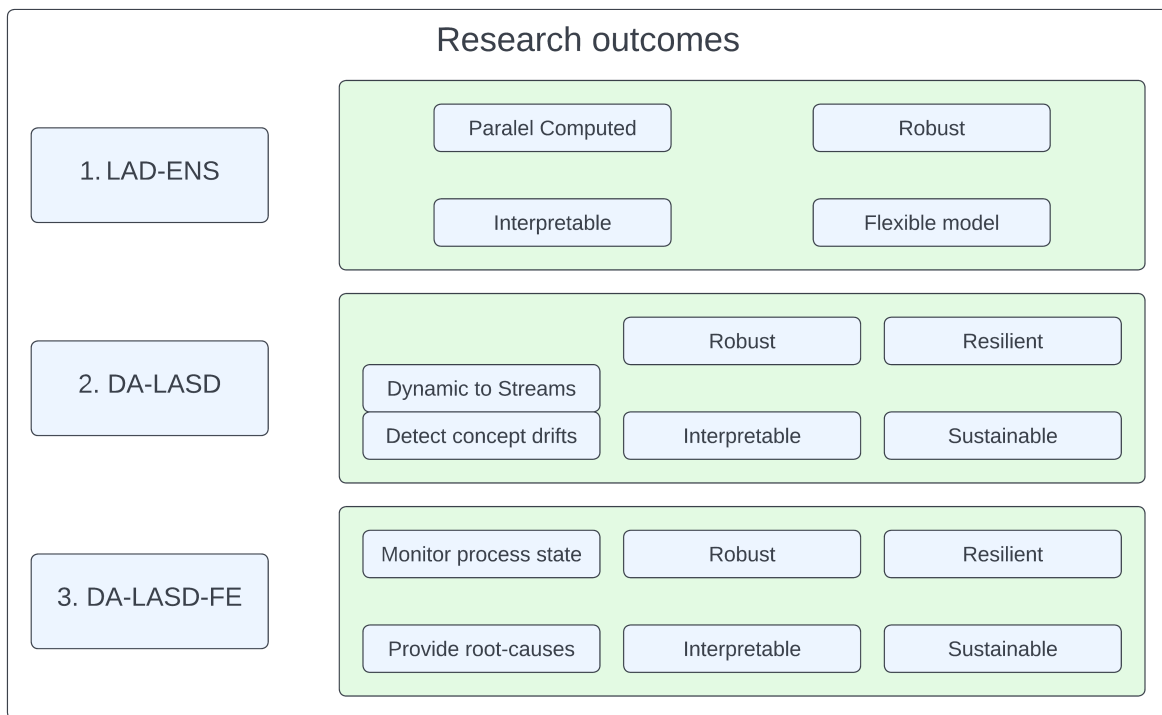 Research outcomes
1. LAD-ENS
Paralel Computed
Robust
Interpretable
Flexible model
2. DA-LASD
Robust
Resilient
Dynamic to Streams
Detect concept drifts
Interpretable
Sustainable
3. DA-LASD-FE
Monitor process state
Robust
Resilient
Provide root-causes
Interpretable
Sustainable